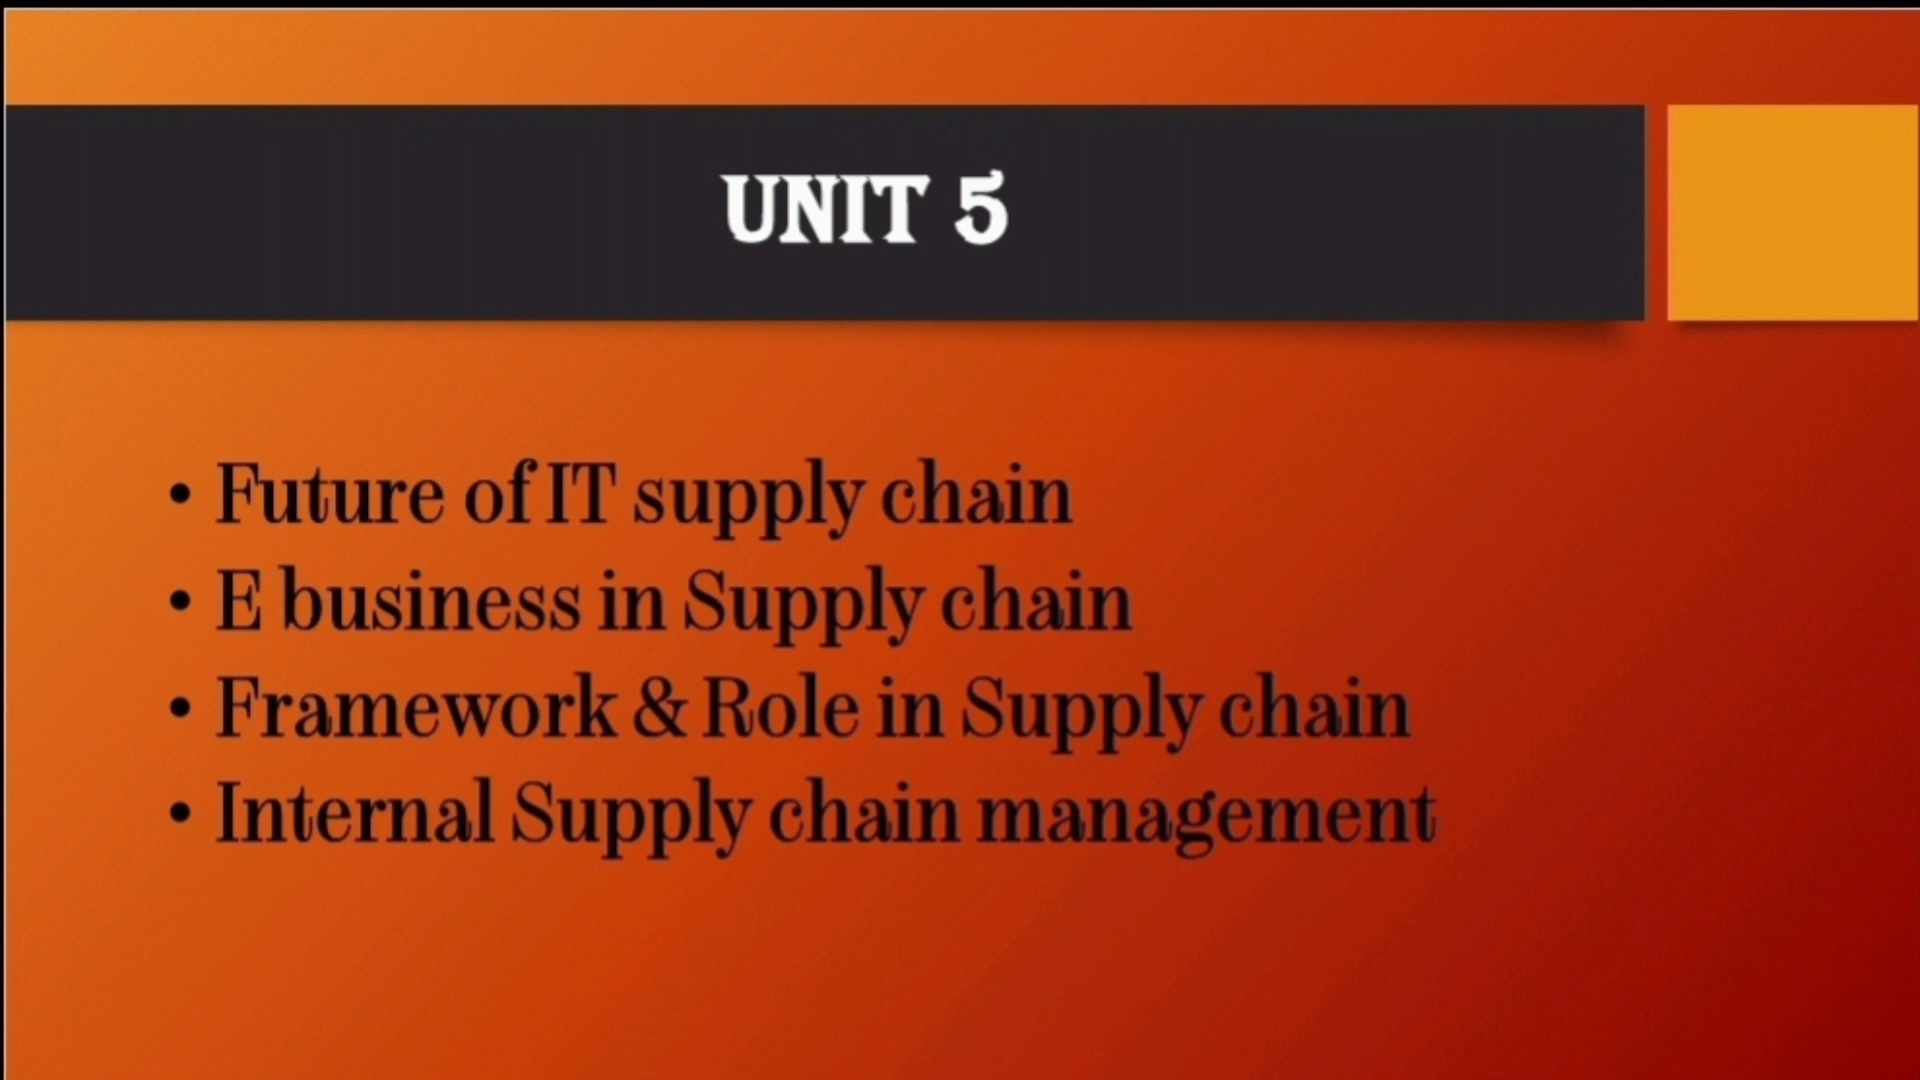 UNIT 5
• Future of IT supply chain
• E business in Supply chain
• Framework & Role in Supply chain
• Internal Supply chain management